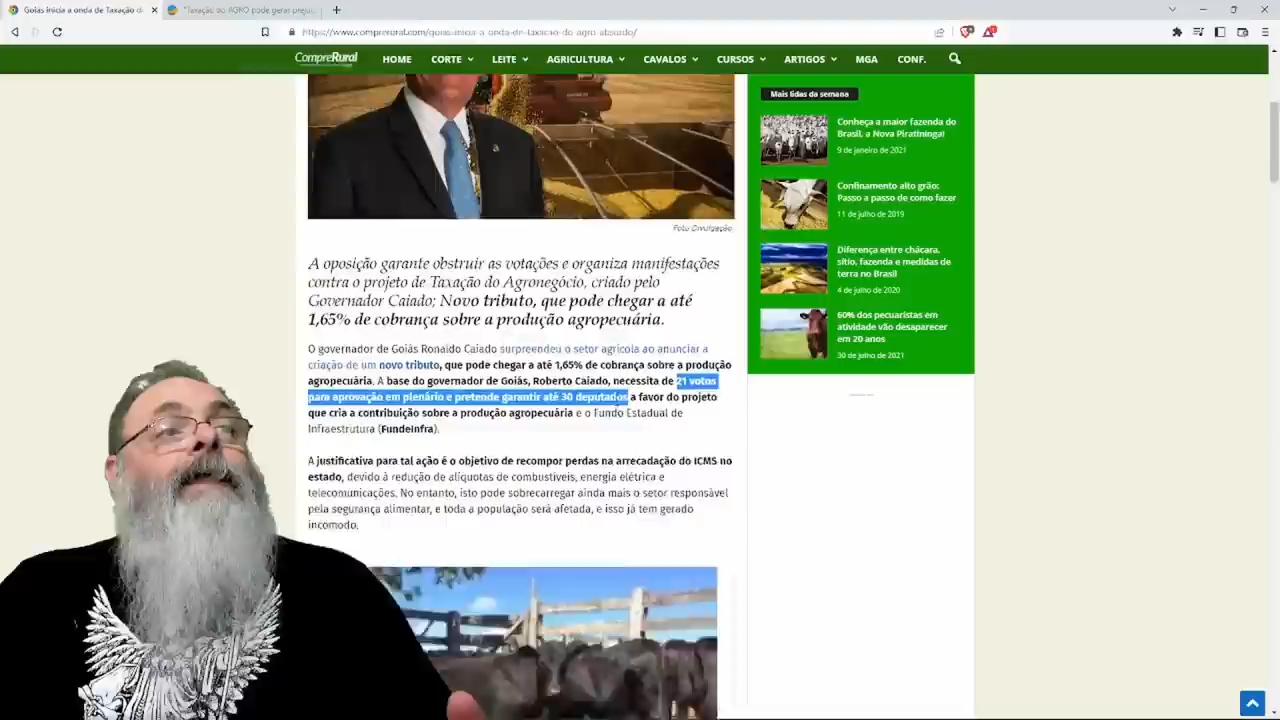 Goiás inicia a onda de Taxação do
"Taxação do AGRO pode gerar preju
https://www.comprerural.com/goias-inicia-a-onda-de-taxacao-do-agro-absudo/
CompreRural
HOME
CORTE
LEITE
AGRICULTURA
CAVALOS
CURSOS
ARTIGOS
MGA
CONF.
Foto Divulgação
A oposição garante obstruir as votações e organiza manifestações
contra o projeto de Taxação do Agronegócio, criado pelo
Governador Caiado; Novo tributo, que pode chegar a até
1,65% de cobrança sobre a produção agropecuária.
O governador de Goiás Ronaldo Caiado surpreendeu o setor agrícola ao anunciar a
criação de um novo tributo, que pode chegar a até 1,65% de cobrança sobre a produção
agropecuária. A base do governador de Goiás, Roberto Caiado, necessita de 21 votos
para aprovação em plenário e pretende garantir até 30 deputados a favor do projeto
que cria a contribuição sobre a produção agropecuária e o Fundo Estadual de
Infraestrutura (FundeInfra).
A justificativa para tal ação é o objetivo de recompor perdas na arrecadação do ICMS no
estado, devido à redução de alíquotas de combustíveis, energia elétrica e
telecomunicações. No entanto, isto pode sobrecarregar ainda mais o setor responsável
pela segurança alimentar, e toda a população será afetada, e isso já tem gerado
incomodo.
Mais lidas da semana
Conheça a maior fazenda do
Brasil, a Nova Piratininga!
9 de janeiro de 2021
Confinamento alto grão:
Passo a passo de como fazer
11 de julho de 2019
Diferença entre chácara,
sítio, fazenda e medidas de
terra no Brasil
4 de julho de 2020
60% dos pecuaristas em
atividade vão desaparecer
em 20 anos
30 de julho de 2021